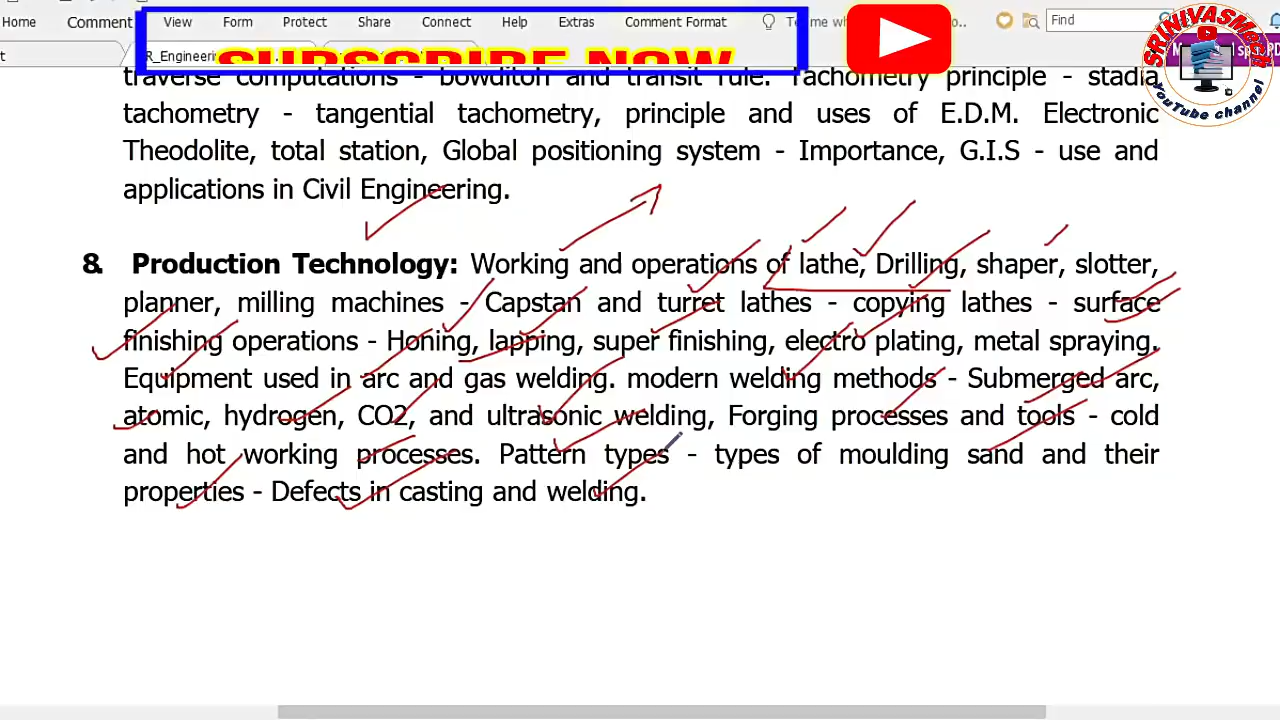 Home Comment View Form Protect Share Connect Help Extras Comment Format Find
SUBSCRIBE NOW
SRINIVASMech
YouTube channel
traverse computations - bowditch and transit rule. Tachometry principle - stadia
tachometry - tangential tachometry, principle and uses of E.D.M. Electronic
Theodolite, total station, Global positioning system - Importance, G.I.S - use and
applications in Civil Engineering.
8. Production Technology: Working and operations of lathe, Drilling, shaper, slotter,
planner, milling machines - Capstan and turret lathes - copying lathes - surface
finishing operations - Honing, lapping, super finishing, electro plating, metal spraying.
Equipment used in arc and gas welding. modern welding methods - Submerged arc,
atomic, hydrogen, CO2, and ultrasonic welding, Forging processes and tools - cold
and hot working processes. Pattern types - types of moulding sand and their
properties - Defects in casting and welding.